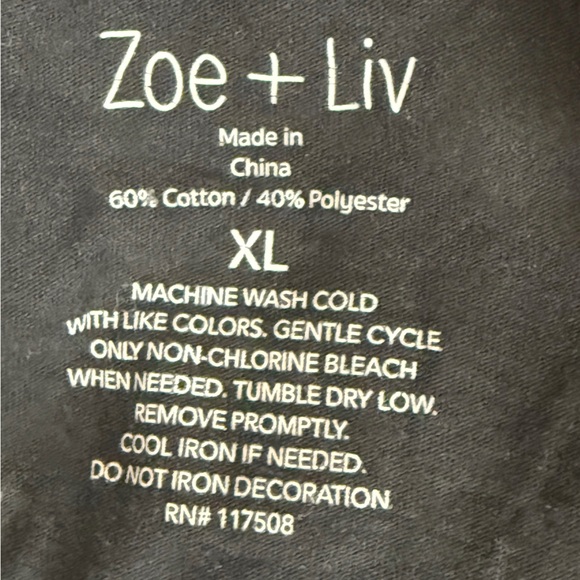 Zoe + Liv
Made in
China
60% Cotton / 40% Polyester
XL
MACHINE WASH COLD
WITH LIKE COLORS. GENTLE CYCLE
ONLY NON-CHLORINE BLEACH
WHEN NEEDED. TUMBLE DRY LOW.
REMOVE PROMPTLY.
COOL IRON IF NEEDED.
DO NOT IRON DECORATION
RN# 117508